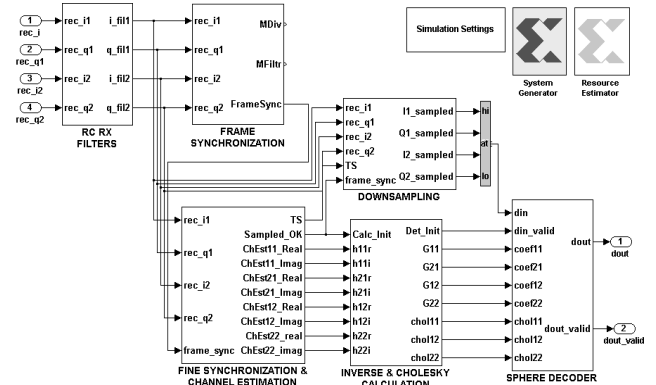 1
rec_i
2
rec_q1
3
rec_i2
4
rec_q2
rec_i1
rec_q1
rec_i2
rec_q2
i_fil1
q_fil1
i_fil2
q_fil2
RC RX
FILTERS
rec_i1
rec_q1
rec_i2
rec_q2
MDiv
MFiltr
FrameSync
FRAME
SYNCHRONIZATION
Simulation Settings
System
Generator
Resource
Estimator
rec_i1
rec_q1
rec_i2
rec_q2
TS
frame_sync
I1_sampled
Q1_sampled
I2_sampled
Q2_sampled
DOWNSAMPLING
hi
at
lo
rec_i1
rec_q1
rec_i2
rec_q2
frame_sync
TS
Sampled_OK
ChEst11_Real
ChEst11_Imag
ChEst21_Real
ChEst21_Imag
ChEst12_Real
ChEst12_Imag
ChEst22_real
ChEst22_imag
FINE SYNCHRONIZATION &
CHANNEL ESTIMATION
Calc_Init
h11r
h11i
h21r
h21i
h12r
h12i
h22r
h22i
Det_Init
G11
G21
G12
G22
chol11
chol12
chol22
INVERSE & CHOLESKY
CALCULATION
din
din_valid
coef11
coef21
coef12
coef22
chol11
chol12
chol22
dout
dout_valid
SPHERE DECODER
1
dout
2
dout_valid